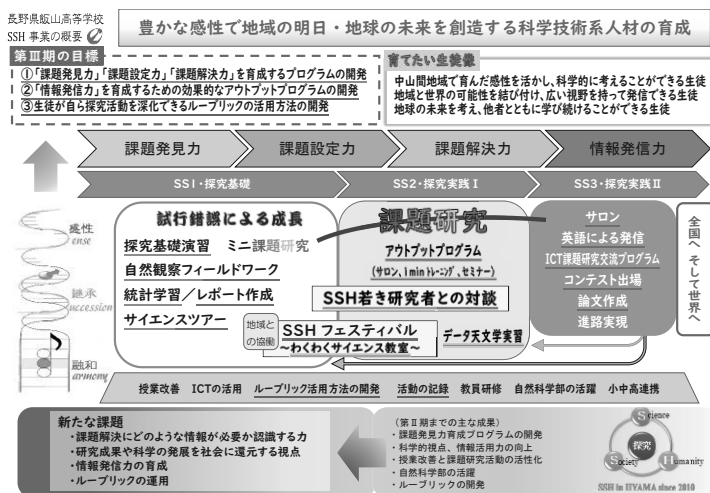 長野県飯山高等学校
SSH 事業の概要
豊かな感性で地域の明日・地球の未来を創造する科学技術系人材の育成
第Ⅲ期の目標
①「課題発見力」「課題設定力」「課題解決力」を育成するプログラムの開発
②「情報発信力」を育成するための効果的なアウトプットプログラムの開発
③生徒が自ら探究活動を深化できるルーブリックの活用方法の開発
育てたい生徒像
中山間地域で育んだ感性を活かし、科学的に考えることができる生徒
地域と世界の可能性を結び付け、広い視野を持って発信できる生徒
地球の未来を考え、他者とともに学び続けることができる生徒
課題発見力
課題設定力
課題解決力
情報発信力
SS1・探究基礎
SS2・探究実践Ⅰ
SS3・探究実践Ⅱ
感性
ense
継承
uccession
融和
armony
試行錯誤による成長
探究基礎演習 ミニ課題研究
自然観察フィールドワーク
統計学習／レポート作成
サイエンスツアー
課題研究
アウトプットプログラム
(サロン、1minトレーニング、セミナー)
SSH若き研究者との対談
地域と
の協働
SSH フェスティバル
～わくわくサイエンス教室～
データ天文学実習
サロン
英語による発信
ICT課題研究交流プログラム
コンテスト出場
論文作成
進路実現
全国へ そして世界へ
授業改善 ICTの活用 ルーブリック活用方法の開発 活動の記録 教員研修 自然科学部の活躍 小中高連携
新たな課題
・課題解決にどのような情報が必要か認識する力
・研究成果や科学の発展を社会に還元する視点
・情報発信力の育成
・ルーブリックの運用
(第Ⅱ期までの主な成果)
・課題発見力育成プログラムの開発
・科学的視点、情報活用力の向上
・授業改善と課題研究活動の活性化
・自然科学部の活躍
・ルーブリックの開発
Science
探究
Society
Humanity
SSH in IIYAMA since 2010